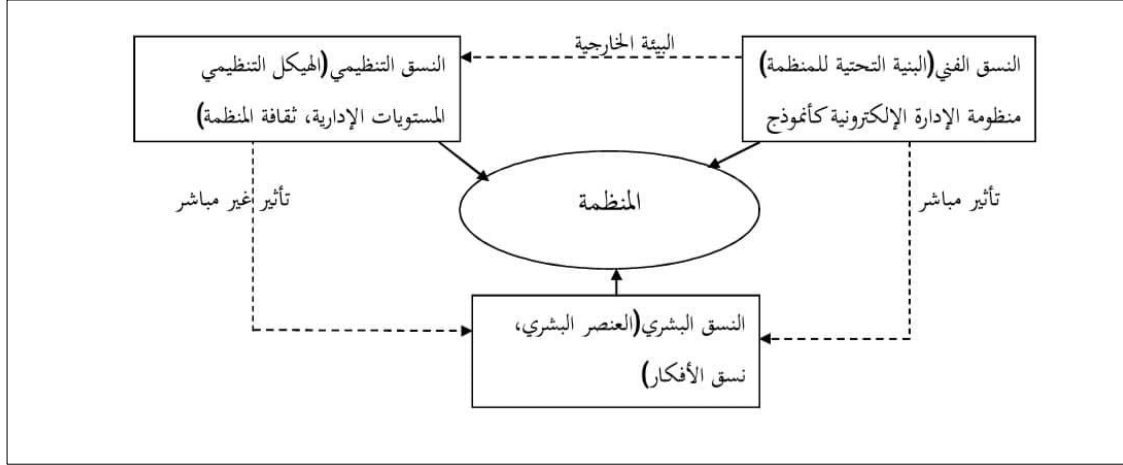 البيئة الخارجية
النسق الفني(البنية التحتية للمنظمة)
منظومة الإدارة الإلكترونية كأنموذج
النسق التنظيمي(الهيكل التنظيمي
المستويات الإدارية، ثقافة المنظمة)
تأثير مباشر
المنظمة
تأثير غير مباشر
النسق البشري(العنصر البشري،
نسق الأفكار)